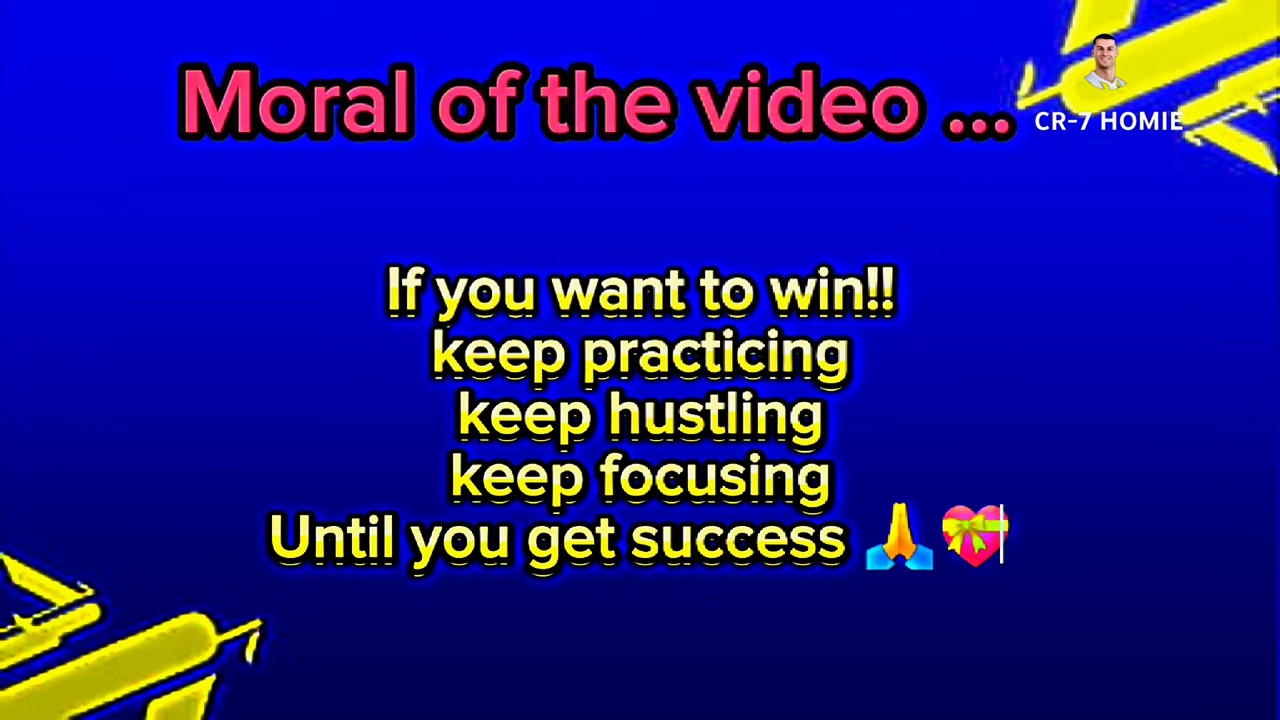 Moral of the video ...
CR-7 HOMIE
If you want to win!!
keep practicing
keep hustling
keep focusing
Until you get success 🙏 💝